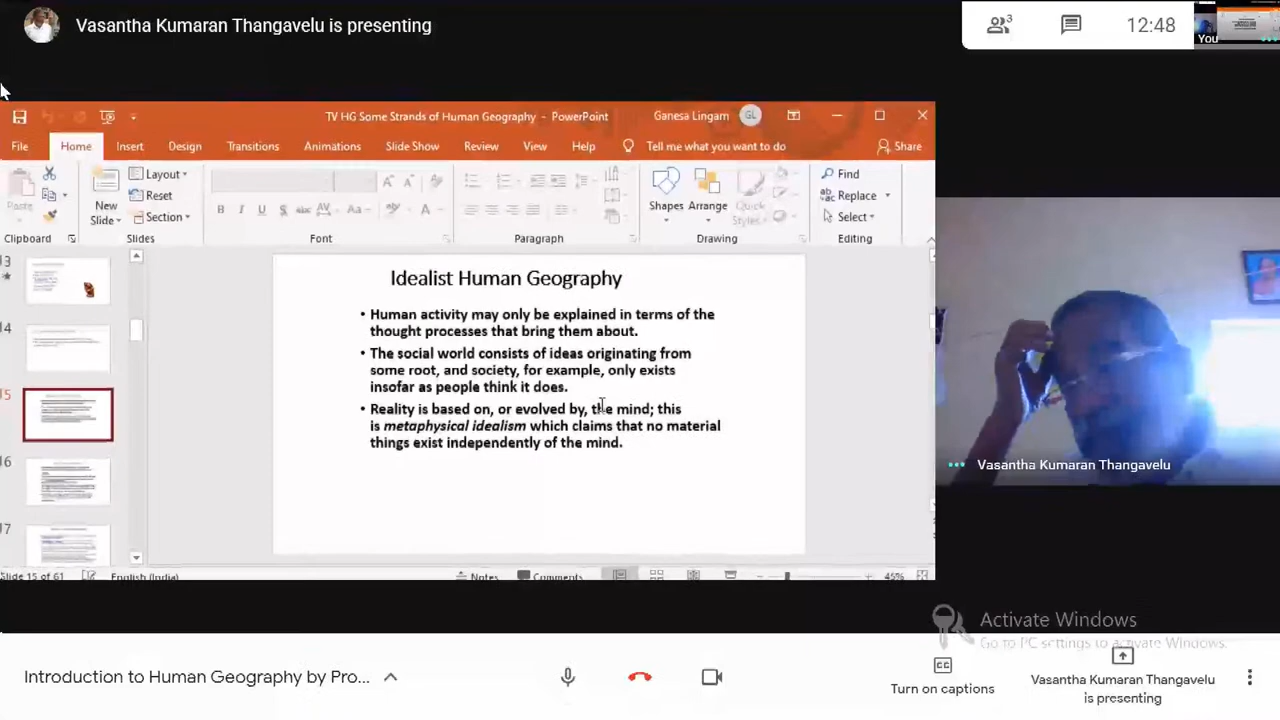 Vasantha Kumaran Thangavelu is presenting
3
12:48
You
TV HG Some Strands of Human Geography - PowerPoint
Ganesa Lingam
GL
File Home Insert Design Transitions Animations Slide Show Review View Help Tell me what you want to do Share
Paste
New
Slide
Layout
Reset
Section
B I U S abc AV Aa A
Shapes
Arrange
Quick
Styles
Find
Replace
Select
Clipboard
Slides
Font
Paragraph
Drawing
Editing
Idealist Human Geography
• Human activity may only be explained in terms of the
thought processes that bring them about.
• The social world consists of ideas originating from
some root, and society, for example, only exists
insofar as people think it does.
• Reality is based on, or evolved by, the mind; this
is metaphysical idealism which claims that no material
things exist independently of the mind.
Vasantha Kumaran Thangavelu
Slide 15 of 61
English (India)
Notes
Comments
45%
Activate Windows
Go to PC settings to activate Windows.
Introduction to Human Geography by Pro...
CC
Turn on captions
Vasantha Kumaran Thangavelu
is presenting